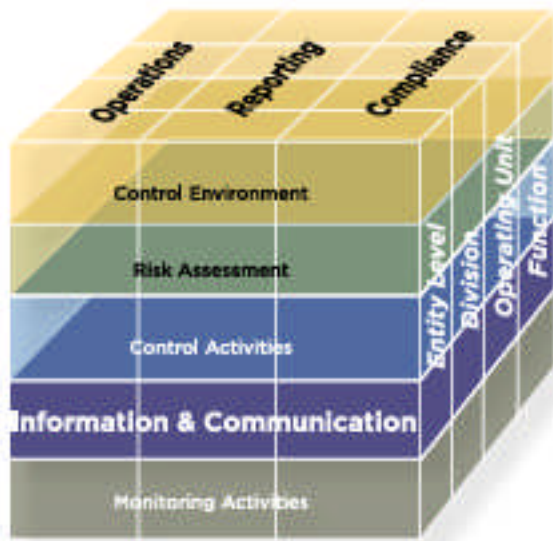 Operations
Reporting
Compliance
Control Environment
Risk Assessment
Control Activities
Information & Communication
Monitoring Activities
Entity Level
Division
Operating Unit
Function